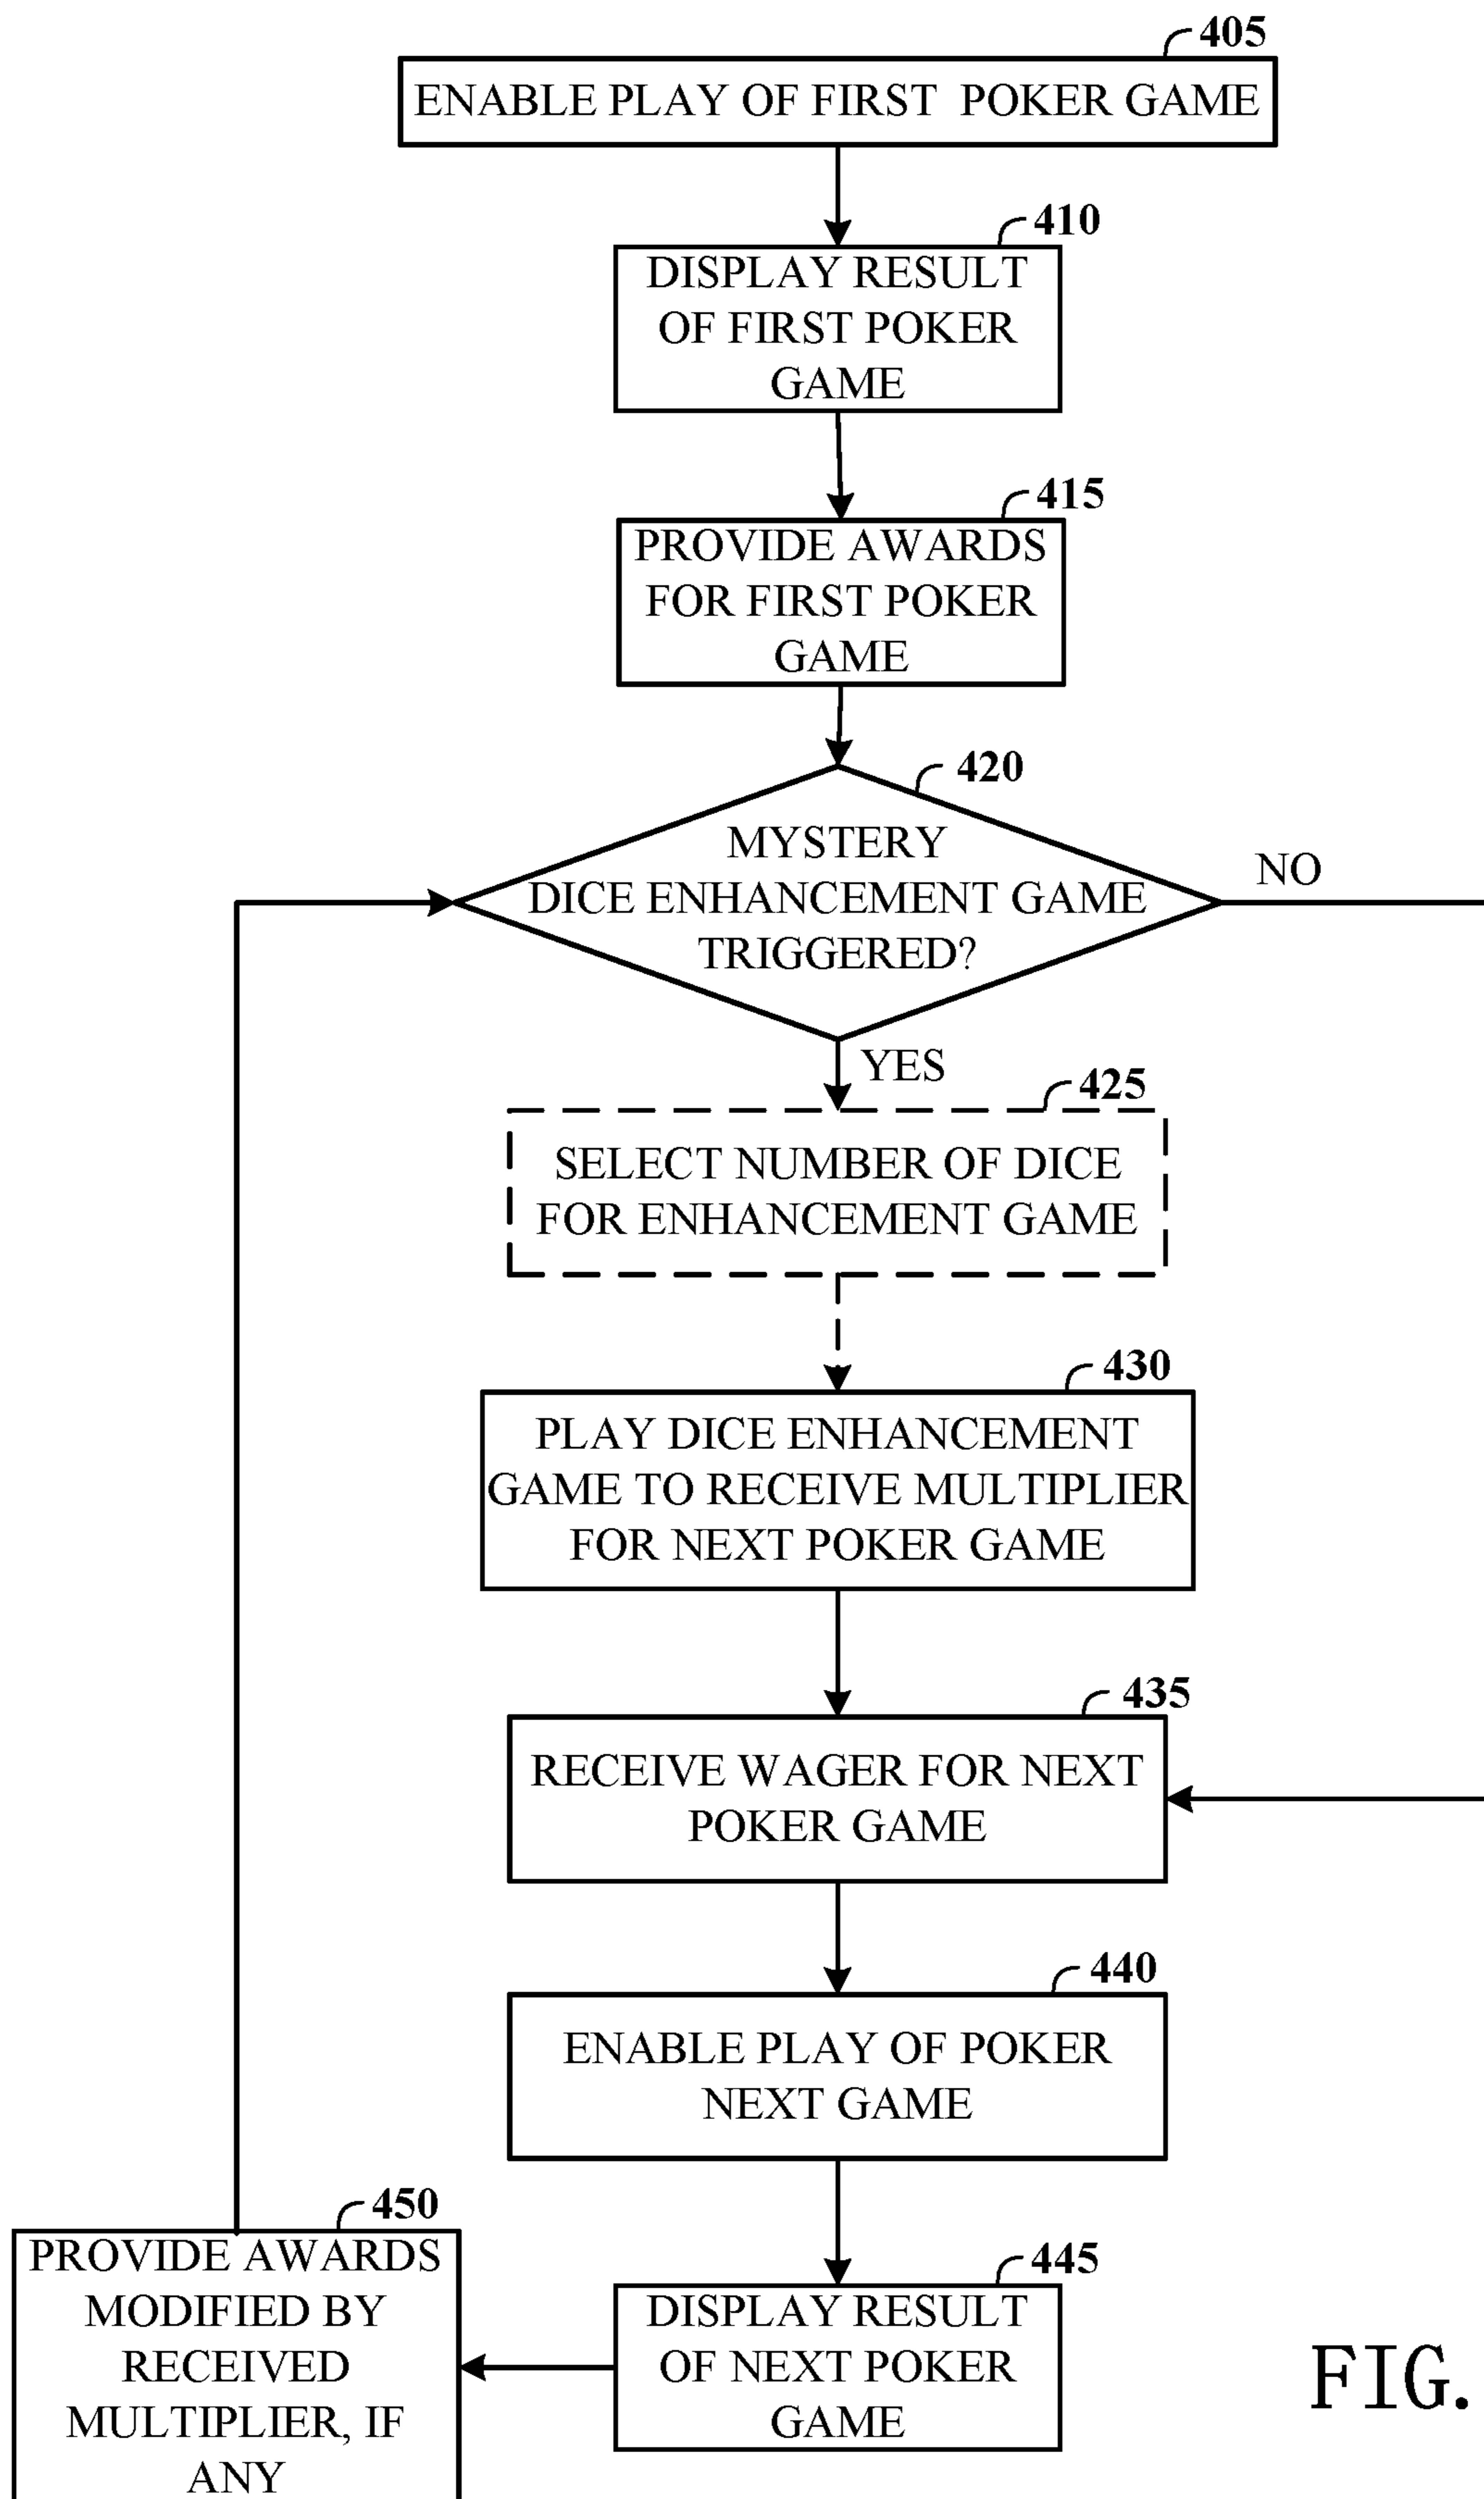 405
ENABLE PLAY OF FIRST POKER GAME
410
DISPLAY RESULT
OF FIRST POKER
GAME
415
PROVIDE AWARDS
FOR FIRST POKER
GAME
420
MYSTERY
DICE ENHANCEMENT GAME
TRIGGERED?
NO
YES
425
SELECT NUMBER OF DICE
FOR ENHANCEMENT GAME
430
PLAY DICE ENHANCEMENT
GAME TO RECEIVE MULTIPLIER
FOR NEXT POKER GAME
435
RECEIVE WAGER FOR NEXT
POKER GAME
440
ENABLE PLAY OF POKER
NEXT GAME
445
DISPLAY RESULT
OF NEXT POKER
GAME
450
PROVIDE AWARDS
MODIFIED BY
RECEIVED
MULTIPLIER, IF
ANY
FIG.